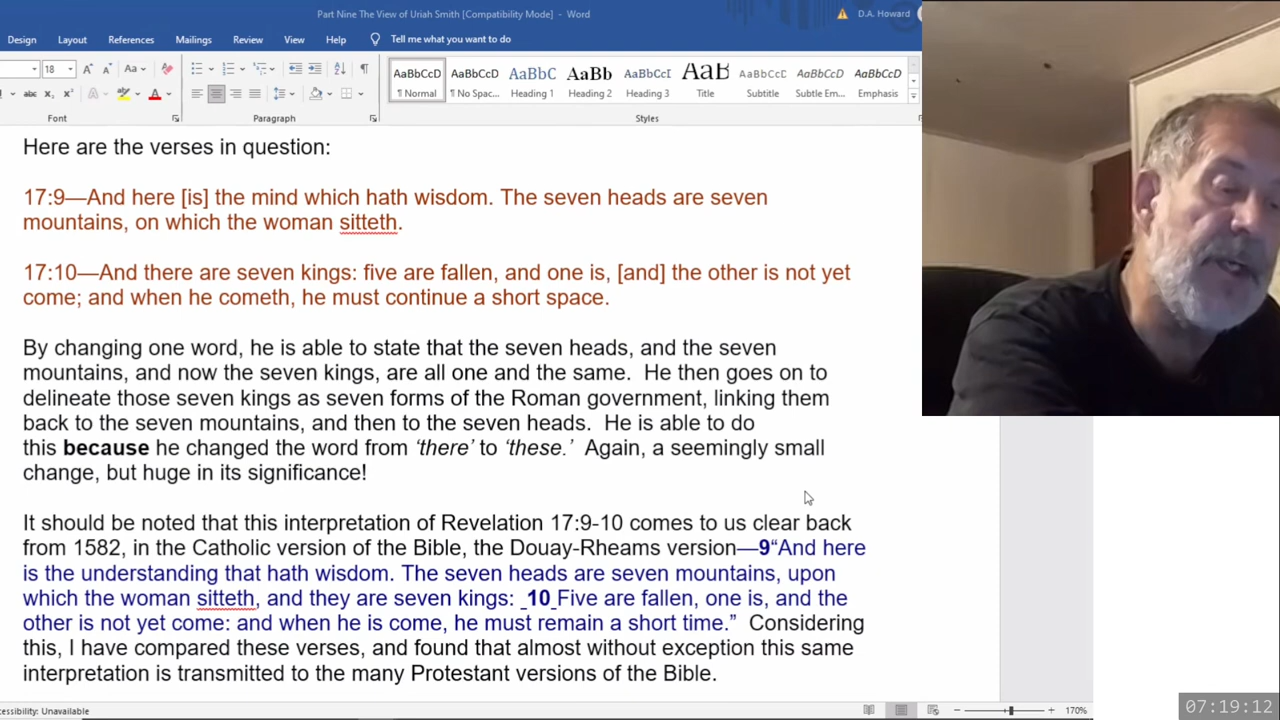 Part Nine The View of Uriah Smith [Compatibility Mode] - Word
D.A. Howard
Design Layout References Mailings Review View Help Tell me what you want to do
18 Aa
AaBbCcD AaBbCcD AaBbC AaBb AaBbCcI AaB AaBbCcD AaBbCcD AaBbCcD
¶ Normal ¶ No Spac... Heading 1 Heading 2 Heading 3 Title Subtitle Subtle Em... Emphasis
Font Paragraph Styles
Here are the verses in question:
17:9—And here [is] the mind which hath wisdom. The seven heads are seven
mountains, on which the woman sitteth.
17:10—And there are seven kings: five are fallen, and one is, [and] the other is not yet
come; and when he cometh, he must continue a short space.
By changing one word, he is able to state that the seven heads, and the seven
mountains, and now the seven kings, are all one and the same. He then goes on to
delineate those seven kings as seven forms of the Roman government, linking them
back to the seven mountains, and then to the seven heads. He is able to do
this because he changed the word from ‘there’ to ‘these.’ Again, a seemingly small
change, but huge in its significance!
It should be noted that this interpretation of Revelation 17:9-10 comes to us clear back
from 1582, in the Catholic version of the Bible, the Douay-Rheams version—9“And here
is the understanding that hath wisdom. The seven heads are seven mountains, upon
which the woman sitteth, and they are seven kings: 10 Five are fallen, one is, and the
other is not yet come: and when he is come, he must remain a short time.” Considering
this, I have compared these verses, and found that almost without exception this same
interpretation is transmitted to the many Protestant versions of the Bible.
cessibility: Unavailable
170%
07:19:12